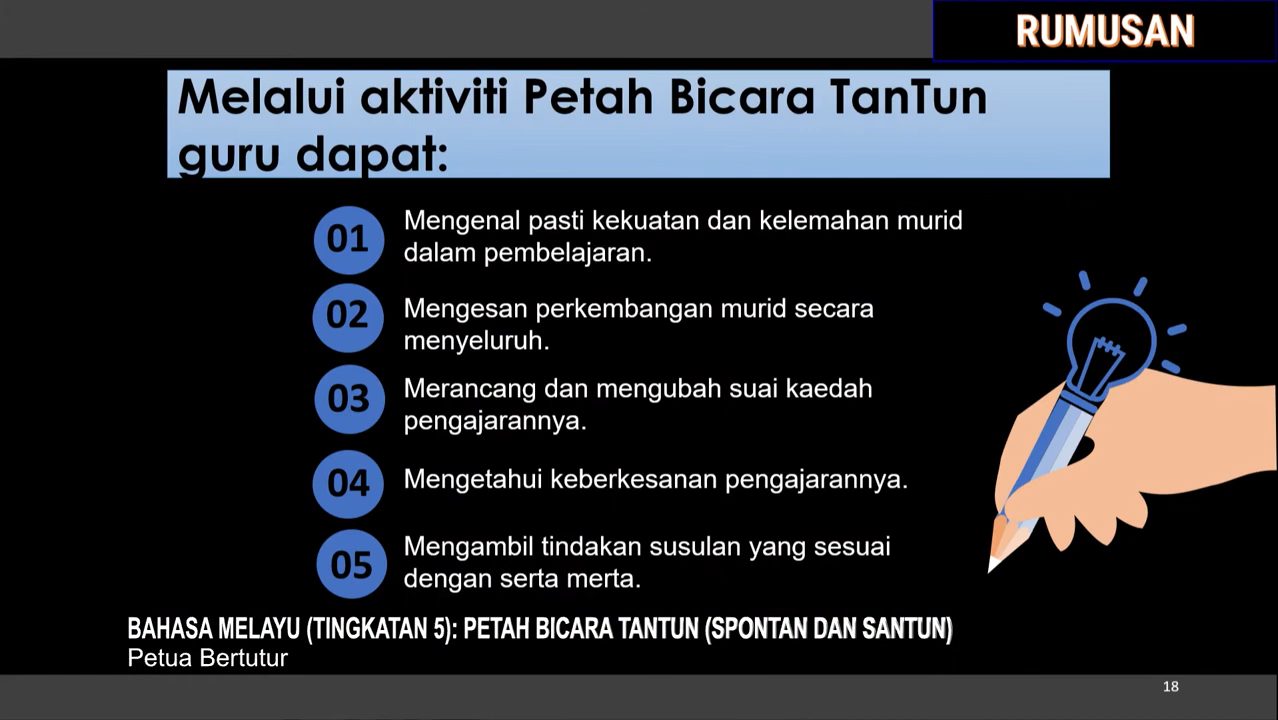 RUMUSAN
Melalui aktiviti Petah Bicara TanTun
guru dapat:
01
Mengenal pasti kekuatan dan kelemahan murid
dalam pembelajaran.
02
Mengesan perkembangan murid secara
menyeluruh.
03
Merancang dan mengubah suai kaedah
pengajarannya.
04
Mengetahui keberkesanan pengajarannya.
05
Mengambil tindakan susulan yang sesuai
dengan serta merta.
BAHASA MELAYU (TINGKATAN 5): PETAH BICARA TANTUN (SPONTAN DAN SANTUN)
Petua Bertutur
18